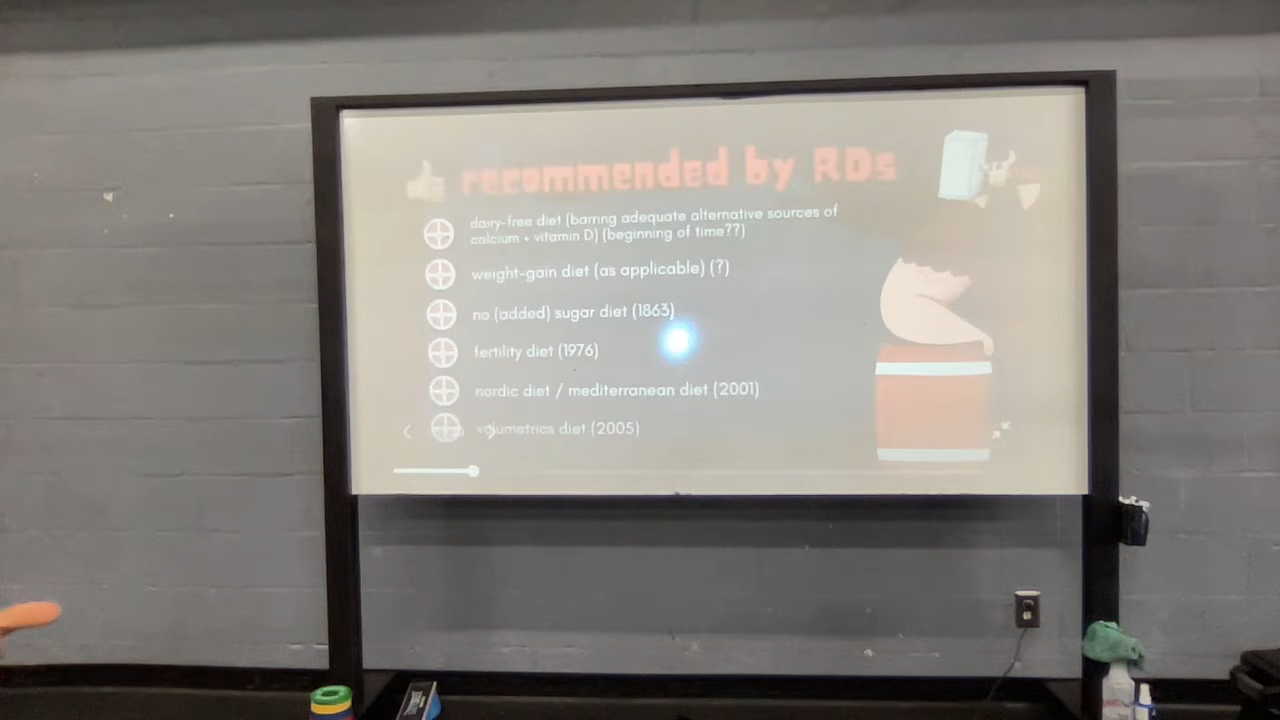 recommended by RDs
dairy-free diet (barring adequate alternative sources of
calcium + vitamin D) (beginning of time??)
weight-gain diet (as applicable) (?)
no (added) sugar diet (1863)
fertility diet (1976)
nordic diet / mediterranean diet (2001)
volumetrics diet (2005)